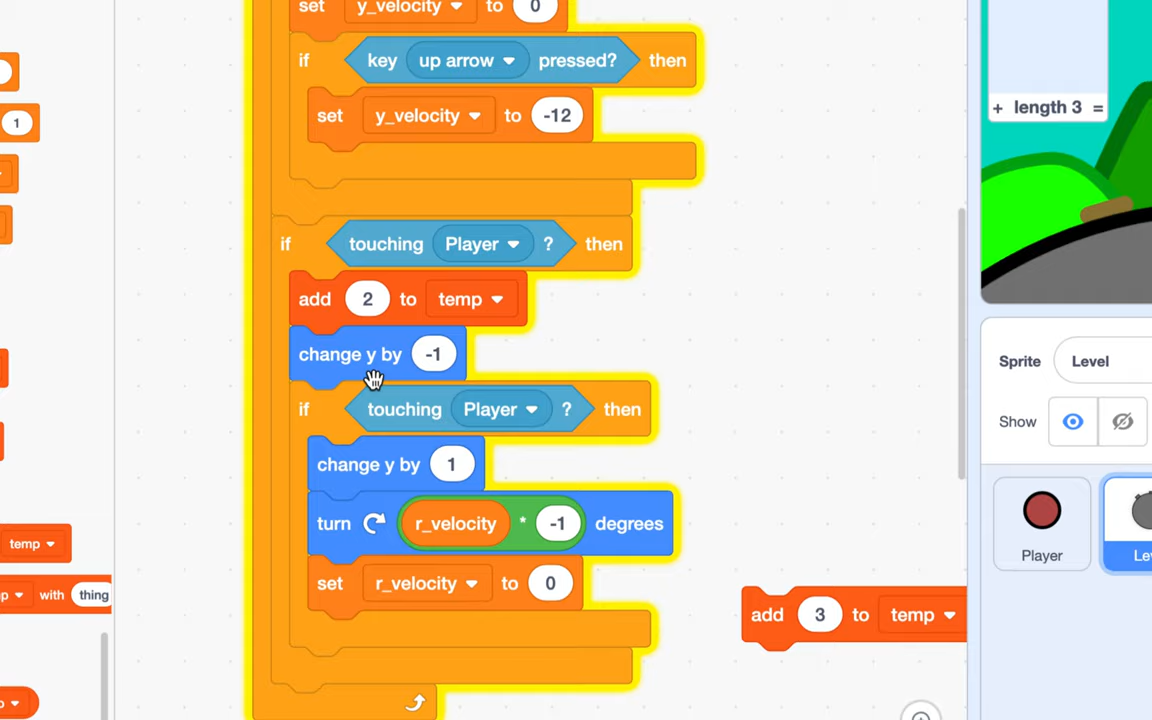 set y_velocity to 0
if key up arrow pressed? then
set y_velocity to -12
1
+ length 3 =
if touching Player ? then
add 2 to temp
change y by -1
Sprite Level
if touching Player ? then
Show
change y by 1
turn r_velocity * -1 degrees
temp
Player
set r_velocity to 0
with thing
add 3 to temp